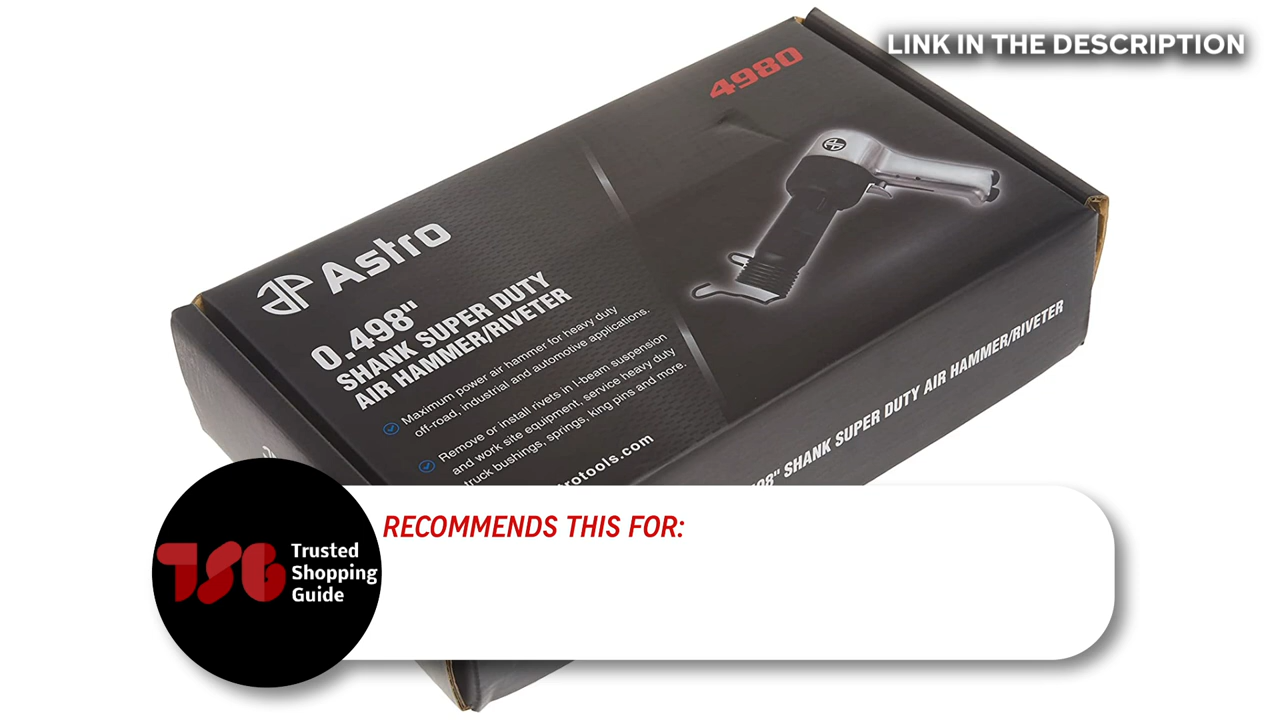 LINK IN THE DESCRIPTION
4980
Astro
0.498"
SHANK SUPER DUTY
AIR HAMMER/RIVETER
Maximum power air hammer for heavy duty
off-road, industrial and automotive applications.
Remove or install rivets in I-beam suspension
and work site equipment, service heavy duty
truck bushings, springs, king pins and more.
SHANK SUPER DUTY AIR HAMMER/RIVETER
RECOMMENDS THIS FOR:
TSG
Trusted
Shopping
Guide